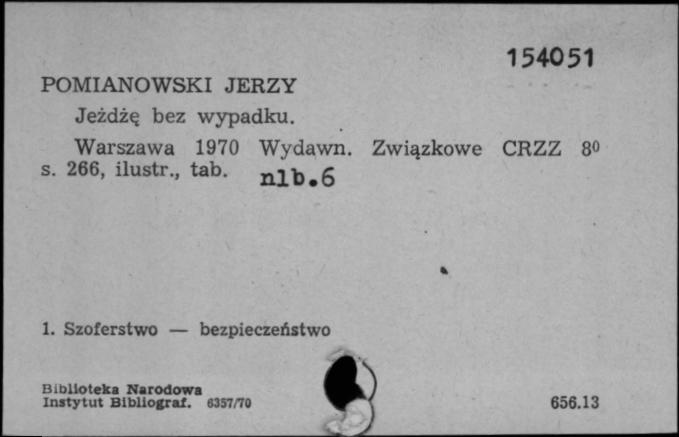 154051
POMIANOWSKI JERZY
Jeżdżę bez wypadku.
Warszawa 1970 Wydawn. Związkowe CRZZ 8⁰
s. 266, ilustr., tab. nlb.6
1. Szoferstwo — bezpieczeństwo
Biblioteka Narodowa
Instytut Bibliograf. 6357/70
656.13